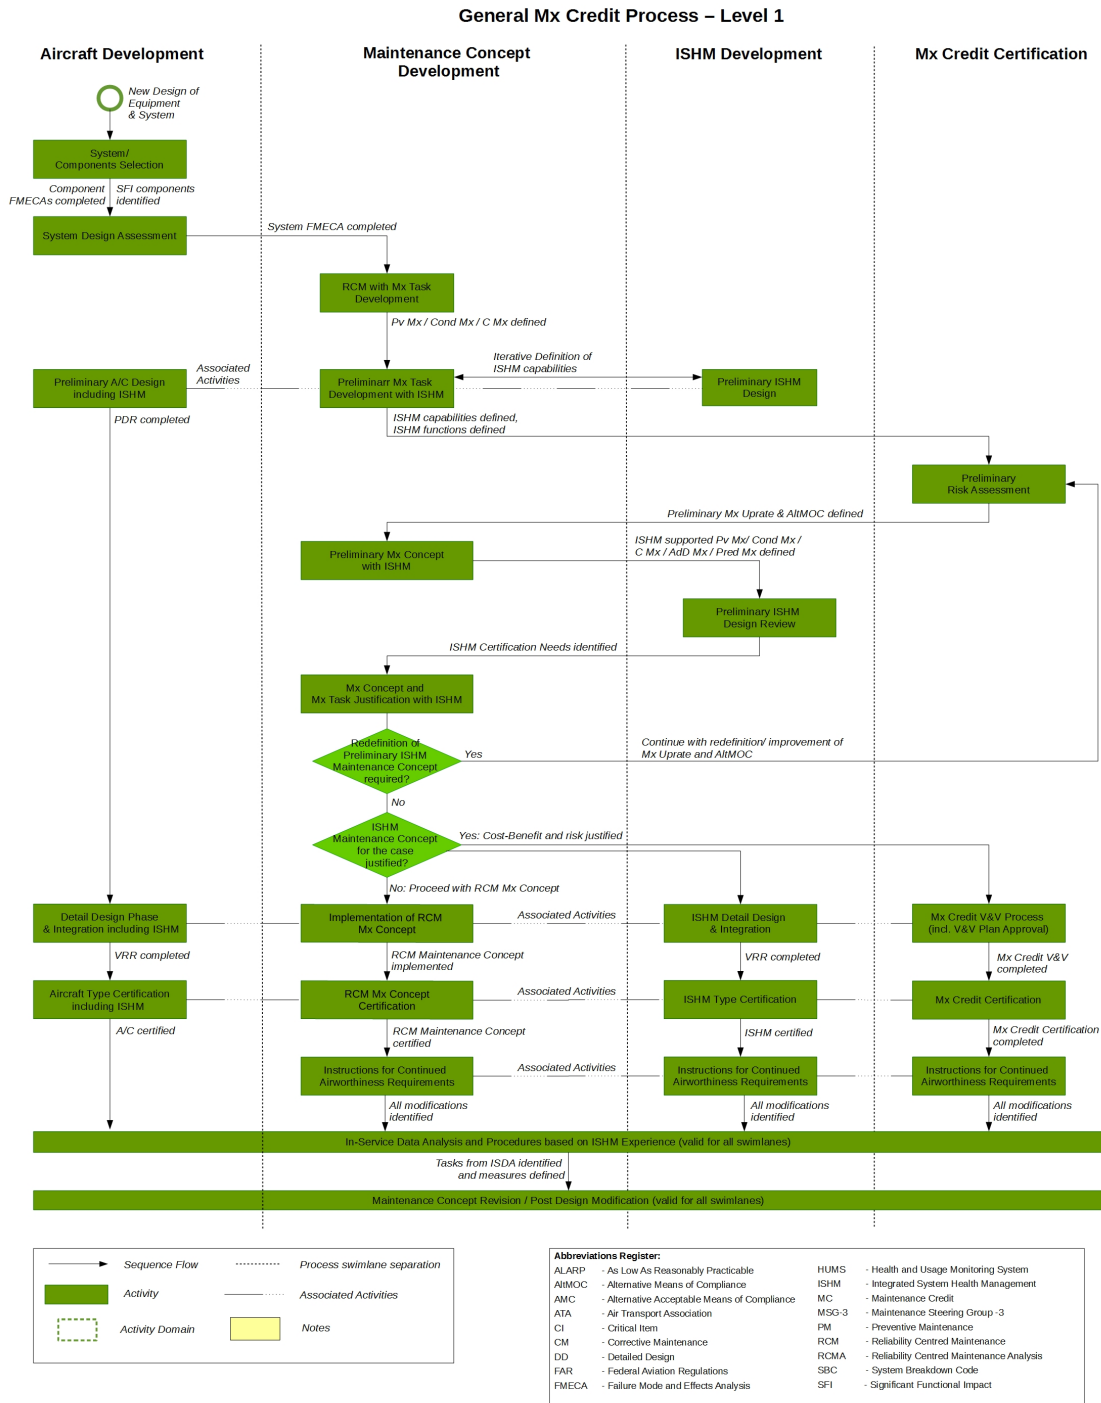 General Mx Credit Process – Level 1
Aircraft Development
Maintenance Concept
Development
ISHM Development
Mx Credit Certification
New Design of
Equipment
& System
System/
Components Selection
Component
FMECAs completed
SFI components
identified
System Design Assessment
System FMECA completed
RCM with Mx Task
Development
Pv Mx / Cond Mx / C Mx defined
Preliminary A/C Design
including ISHM
Associated
Activities
Preliminarr Mx Task
Development with ISHM
Iterative Definition of
ISHM capabilities
Preliminary ISHM
Design
PDR completed
ISHM capabilities defined,
ISHM functions defined
Preliminary
Risk Assessment
Preliminary Mx Uprate & AltMOC defined
Preliminary Mx Concept
with ISHM
ISHM supported Pv Mx/ Cond Mx /
C Mx / AdD Mx / Pred Mx defined
Preliminary ISHM
Design Review
ISHM Certification Needs identified
Mx Concept and
Mx Task Justification with ISHM
Redefinition of
Preliminary ISHM
Maintenance Concept
required?
Yes
Continue with redefinition/ improvement of
Mx Uprate and AltMOC
No
ISHM
Maintenance Concept
for the case
justified?
Yes: Cost-Benefit and risk justified
No: Proceed with RCM Mx Concept
Detail Design Phase
& Integration including ISHM
Implementation of RCM
Mx Concept
Associated Activities
ISHM Detail Design
& Integration
Mx Credit V&V Process
(incl. V&V Plan Approval)
VRR completed
RCM Maintenance Concept
implemented
VRR completed
Mx Credit V&V
completed
Aircraft Type Certification
including ISHM
RCM Mx Concept
Certification
Associated Activities
ISHM Type Certification
Mx Credit Certification
A/C certified
RCM Maintenance Concept
certified
ISHM certified
Mx Credit Certification
completed
Instructions for Continued
Airworthiness Requirements
Associated Activities
Instructions for Continued
Airworthiness Requirements
Instructions for Continued
Airworthiness Requirements
All modifications
identified
All modifications
identified
All modifications
identified
In-Service Data Analysis and Procedures based on ISHM Experience (valid for all swimlanes)
Tasks from ISDA identified
and measures defined
Maintenance Concept Revision / Post Design Modification (valid for all swimlanes)
Sequence Flow
Process swimlane separation
Activity
Associated Activities
Activity Domain
Notes
Abbreviations Register:
ALARP - As Low As Reasonably Practicable
AltMOC - Alternative Means of Compliance
AMC - Alternative Acceptable Means of Compliance
ATA - Air Transport Association
CI - Critical Item
CM - Corrective Maintenance
DD - Detailed Design
FAR - Federal Aviation Regulations
FMECA - Failure Mode and Effects Analysis
HUMS - Health and Usage Monitoring System
ISHM - Integrated System Health Management
MC - Maintenance Credit
MSG-3 - Maintenance Steering Group -3
PM - Preventive Maintenance
RCM - Reliability Centred Maintenance
RCMA - Reliability Centred Maintenance Analysis
SBC - System Breakdown Code
SFI - Significant Functional Impact